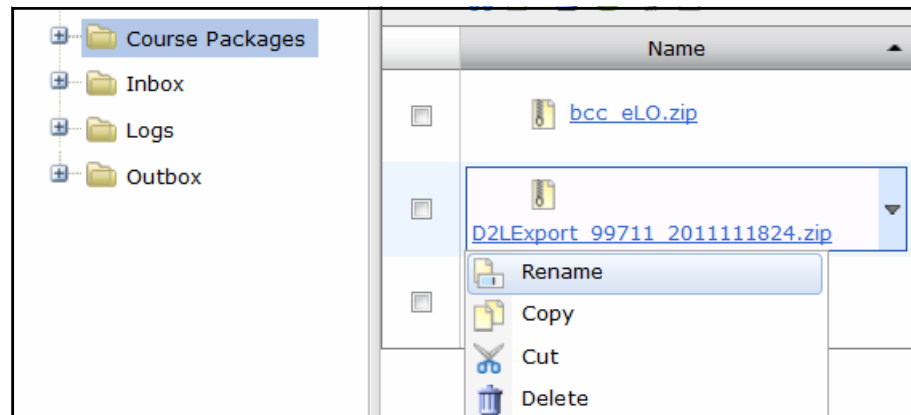 Course Packages
Inbox
Logs
Outbox
Name
bcc_eLO.zip
D2LExport_99711_2011111824.zip
Rename
Copy
Cut
Delete